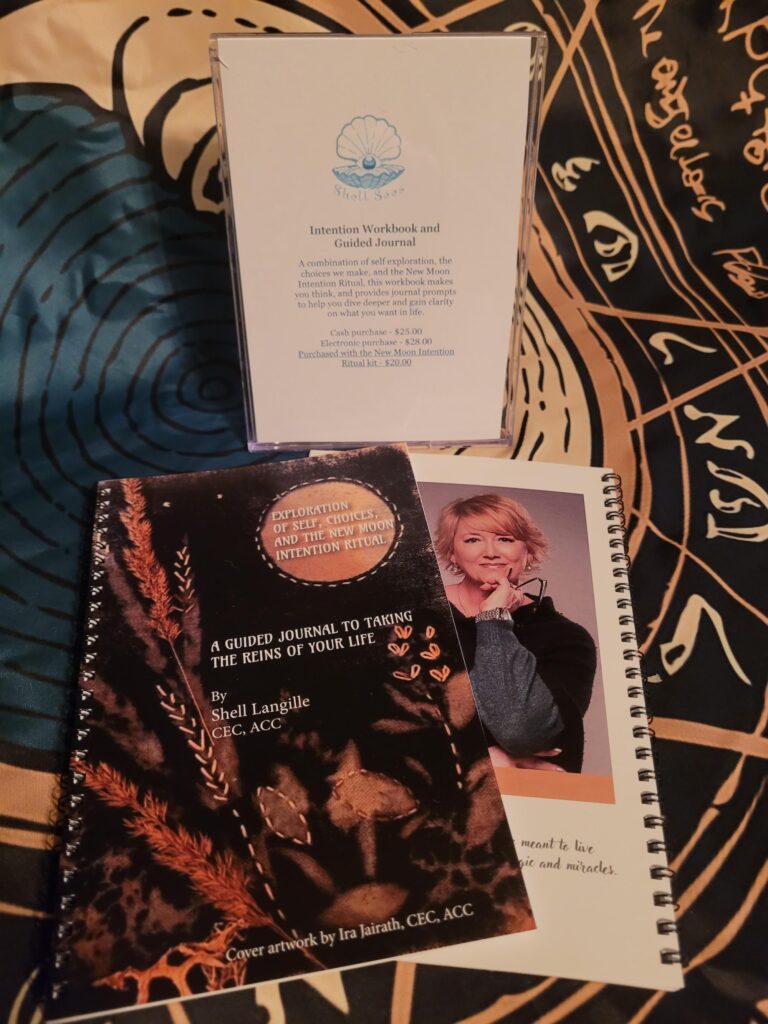 Shell Sees
Intention Workbook and
Guided Journal
A combination of self exploration, the
choices we make, and the New Moon
Intention Ritual, this workbook makes
you think, and provides journal prompts
to help you dive deeper and gain clarity
on what you want in life.
Cash purchase - $25.00
Electronic purchase - $28.00
Purchased with the New Moon Intention
Ritual kit - $20.00
EXPLORATION
OF SELF, CHOICES,
AND THE NEW MOON
INTENTION RITUAL
A GUIDED JOURNAL TO TAKING
THE REINS OF YOUR LIFE
By
Shell Langille
CEC, ACC
Cover artwork by Ira Jairath, CEC, ACC
meant to live
and miracles.